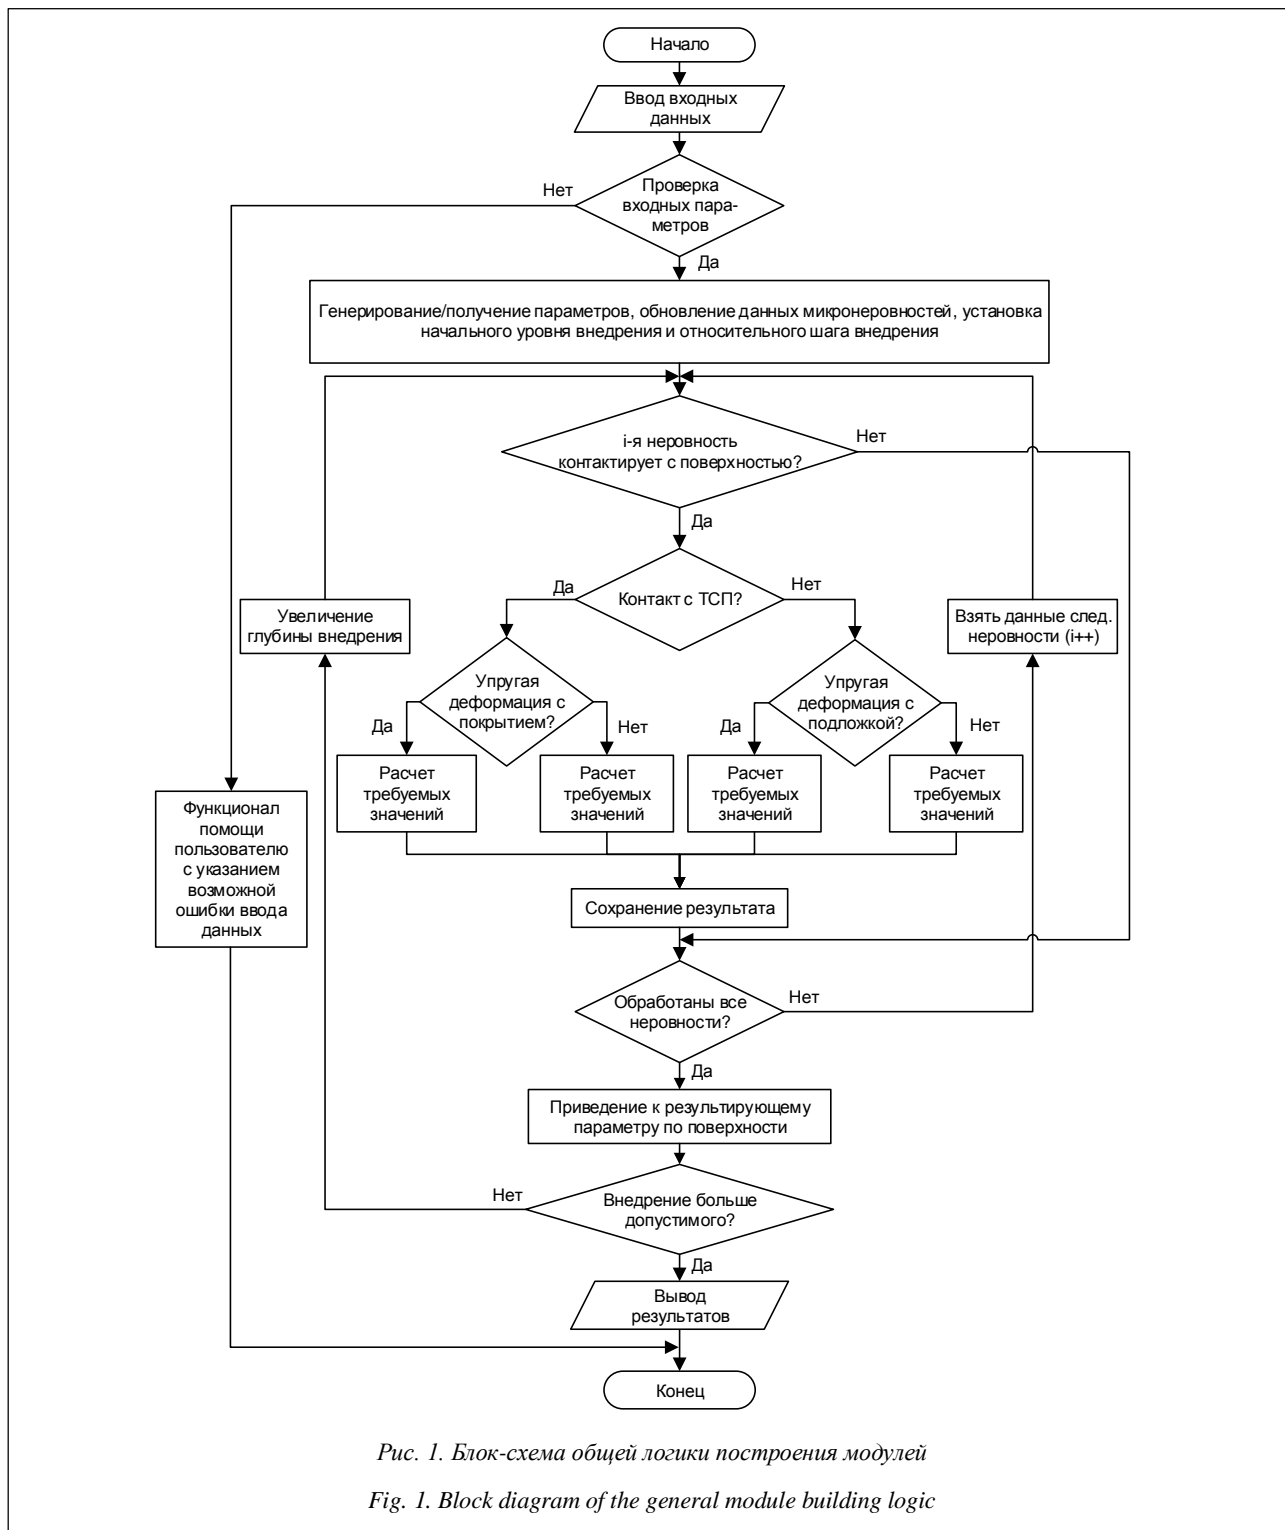 Начало
Ввод входных
данных
Нет
Проверка
входных пара-
метров
Да
Генерирование/получение параметров, обновление данных микронеровностей, установка
начального уровня внедрения и относительного шага внедрения
i-я неровность
контактирует с поверхностью?
Нет
Да
Да
Контакт с ТСП?
Нет
Увеличение
глубины внедрения
Взять данные след.
неровности (i++)
Упругая
деформация с
покрытием?
Упругая
деформация с
подложкой?
Да
Нет
Да
Нет
Расчет
требуемых
значений
Расчет
требуемых
значений
Расчет
требуемых
значений
Расчет
требуемых
значений
Функционал
помощи
пользователю
с указанием
возможной
ошибки ввода
данных
Сохранение результата
Обработаны все
неровности?
Нет
Да
Приведение к результирующему
параметру по поверхности
Нет
Внедрение больше
допустимого?
Да
Вывод
результатов
Конец
Рис. 1. Блок-схема общей логики построения модулей
Fig. 1. Block diagram of the general module building logic